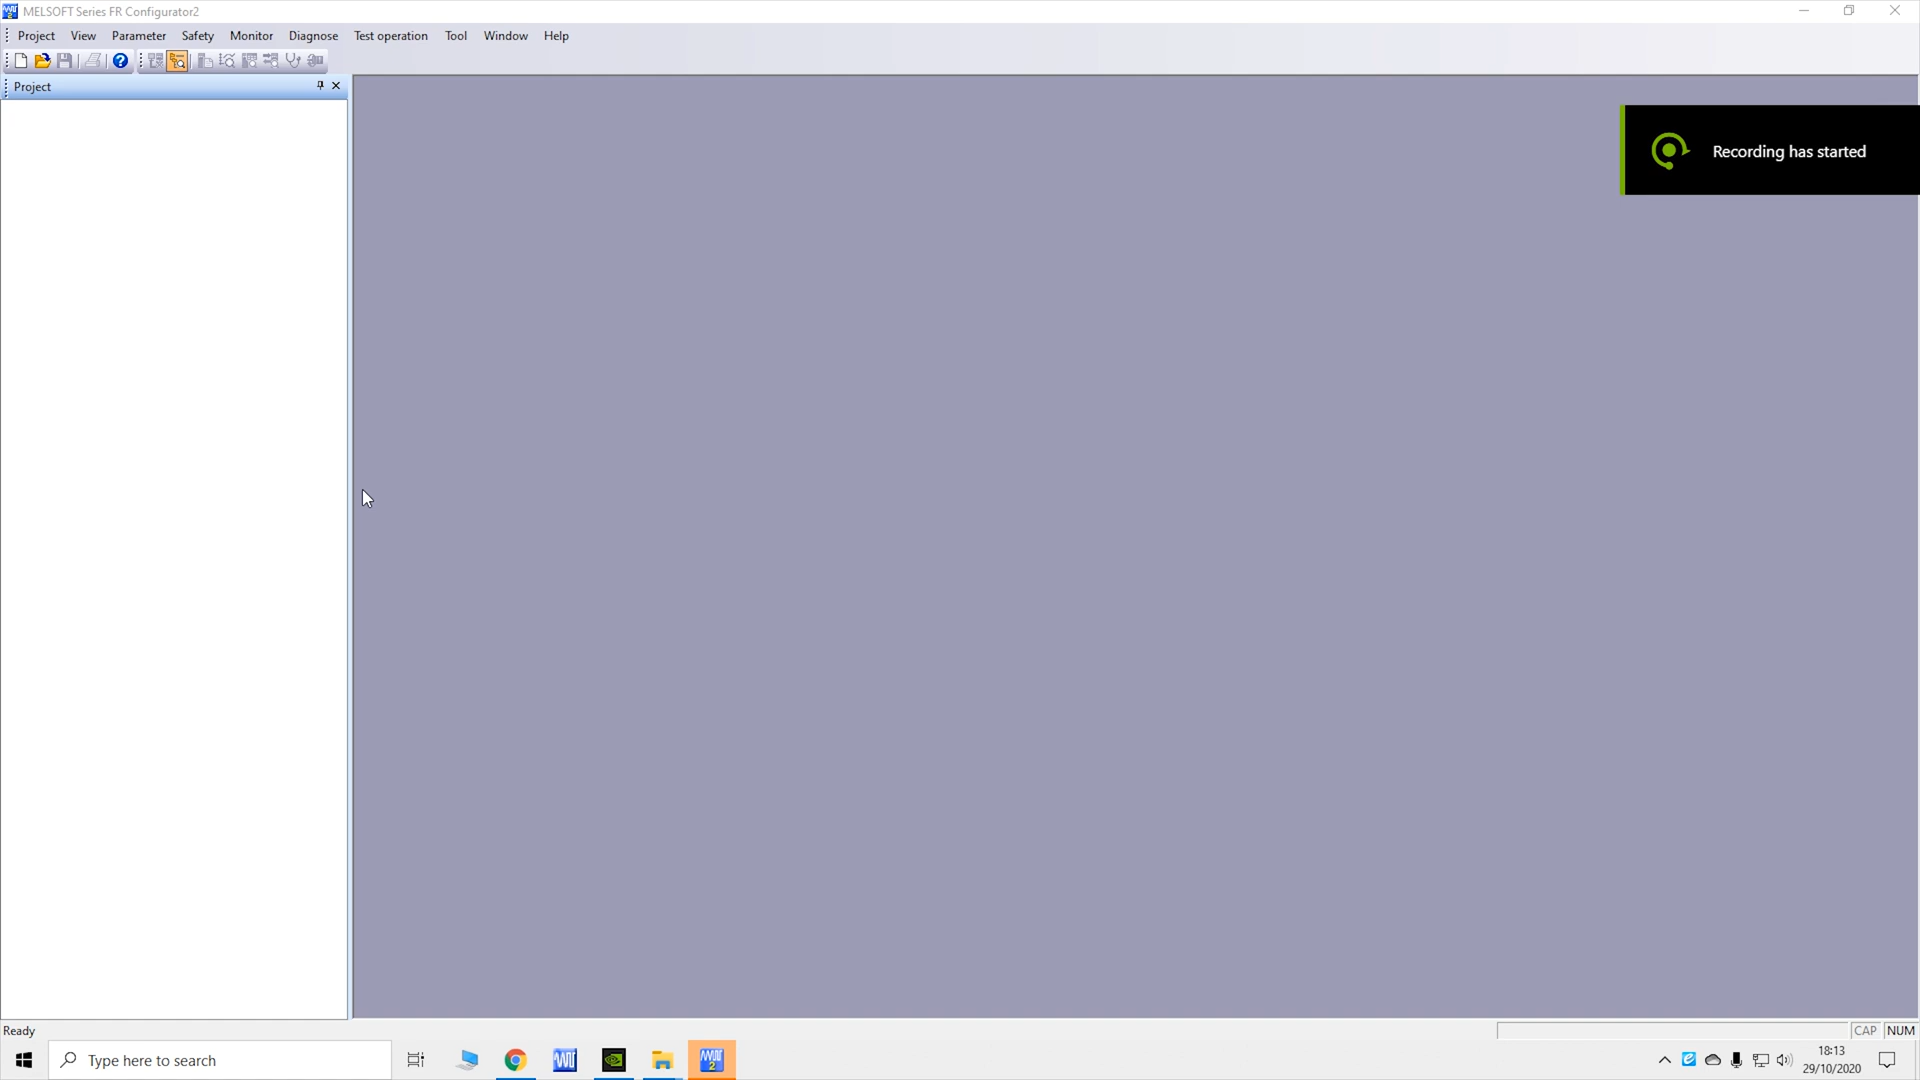 MELSOFT Series FR Configurator2
Project View Parameter Safety Monitor Diagnose Test operation Tool Window Help
Project
Recording has started
Ready
CAP NUM
Type here to search
18:13
29/10/2020